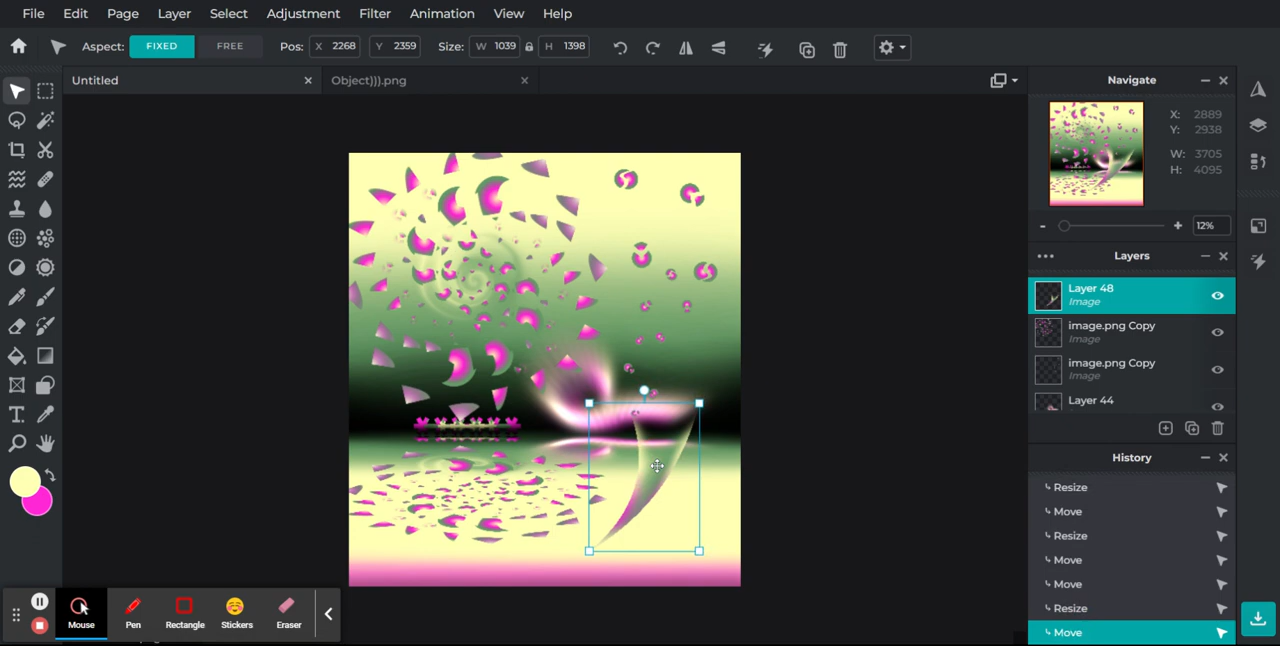 File Edit Page Layer Select Adjustment Filter Animation View Help
Aspect: FIXED FREE Pos: X 2268 Y 2359 Size: W 1039 H 1398
Untitled Object))).png
Navigate
X: 2889
Y: 2938
W: 3705
H: 4095
12%
Layers
Layer 48
Image
image.png Copy
Image
image.png Copy
Image
Layer 44
History
Resize
Move
Resize
Move
Move
Resize
Move
Mouse Pen Rectangle Stickers Eraser